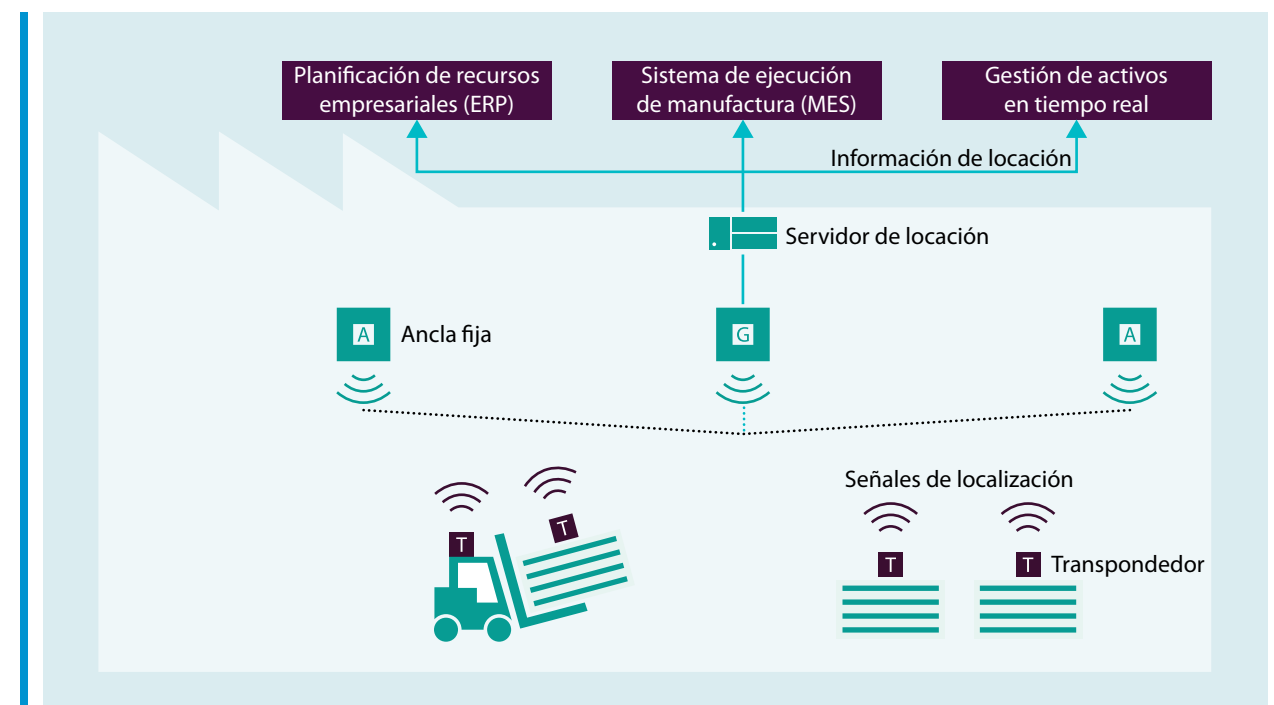 Planificación de recursos
empresariales (ERP)
Sistema de ejecución
de manufactura (MES)
Gestión de activos
en tiempo real
Información de locación
Servidor de locación
A
Ancla fija
G
A
Señales de localización
T
T
T
T
Transpondedor